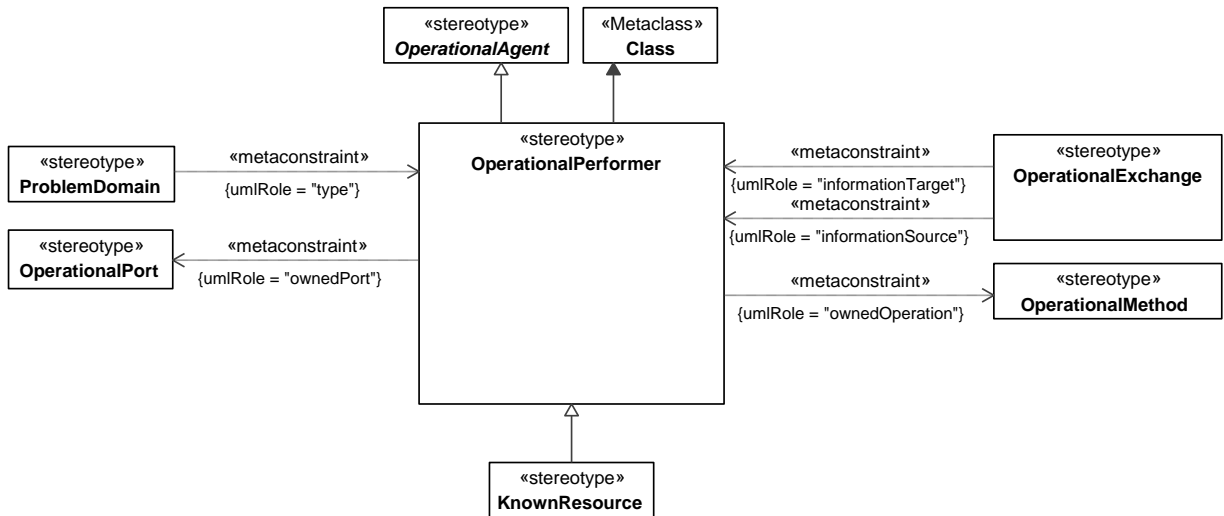 «stereotype»
OperationalAgent
«Metaclass»
Class
«stereotype»
OperationalPerformer
«stereotype»
ProblemDomain
«metaconstraint»
{umlRole = "type"}
«stereotype»
OperationalPort
«metaconstraint»
{umlRole = "ownedPort"}
«metaconstraint»
{umlRole = "informationTarget"}
«metaconstraint»
{umlRole = "informationSource"}
«stereotype»
OperationalExchange
«metaconstraint»
{umlRole = "ownedOperation"}
«stereotype»
OperationalMethod
«stereotype»
KnownResource